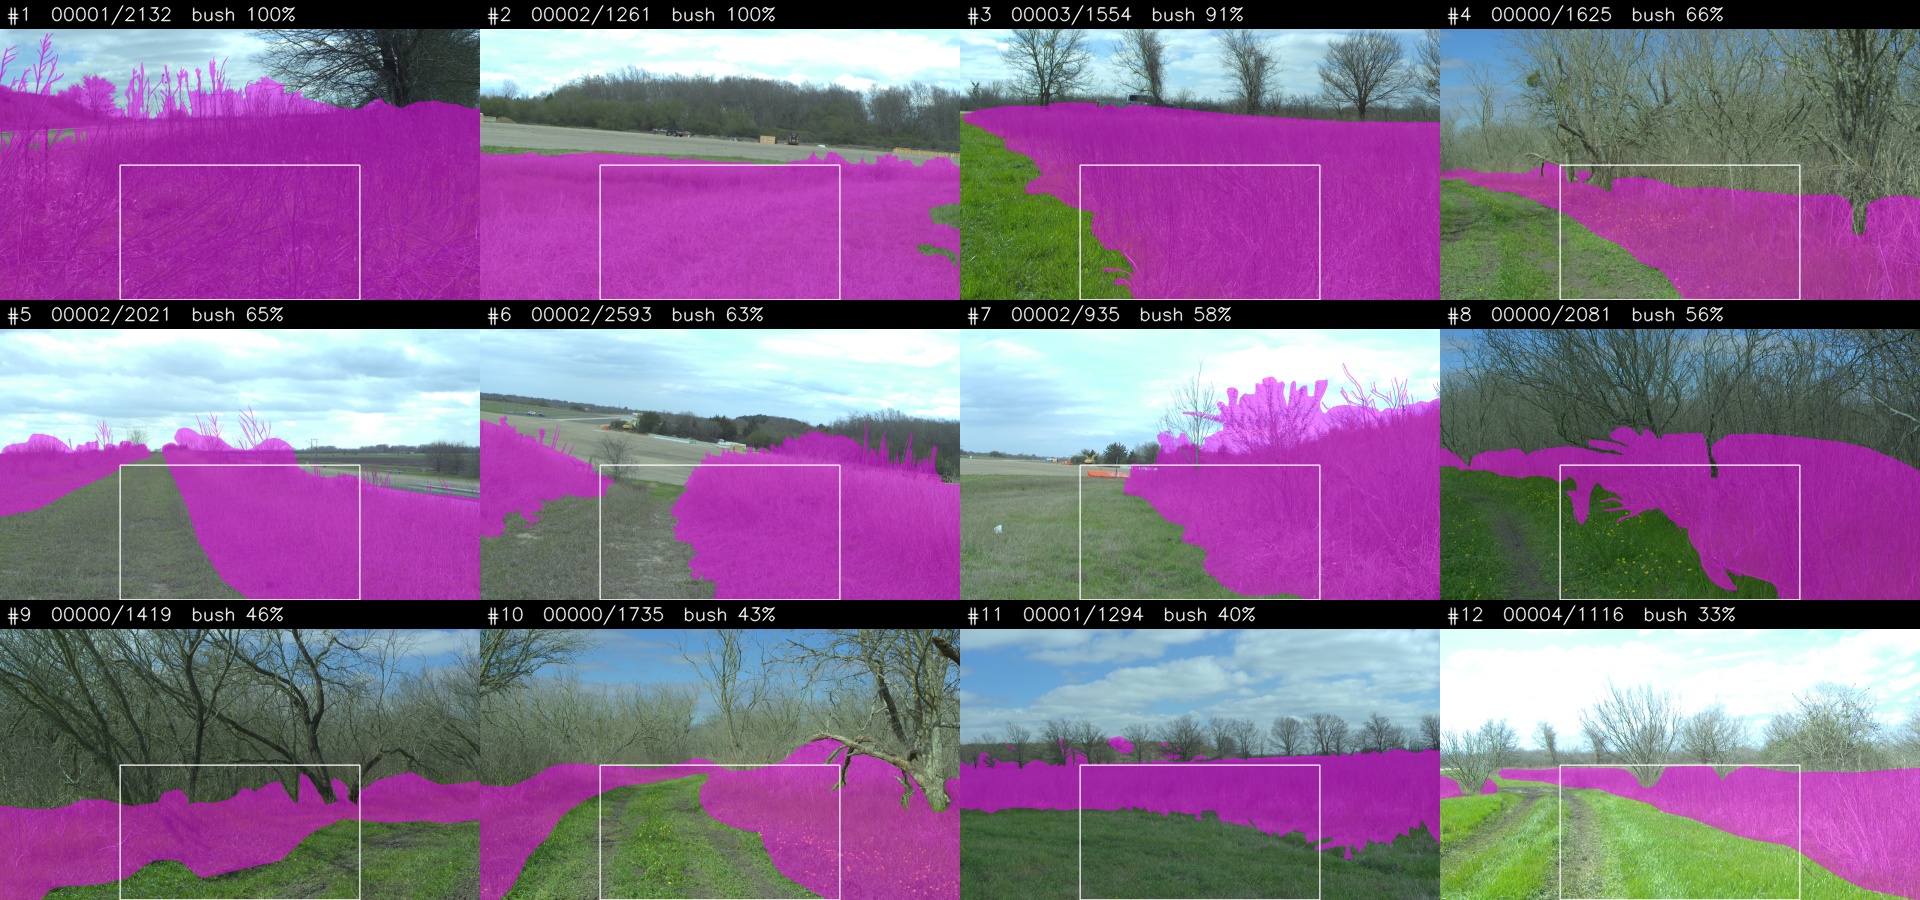 #1 00001/2132 bush 100%
#2 00002/1261 bush 100%
#3 00003/1554 bush 91%
#4 00000/1625 bush 66%
#5 00002/2021 bush 65%
#6 00002/2593 bush 63%
#7 00002/935 bush 58%
#8 00000/2081 bush 56%
#9 00000/1419 bush 46%
#10 00000/1735 bush 43%
#11 00001/1294 bush 40%
#12 00004/1116 bush 33%